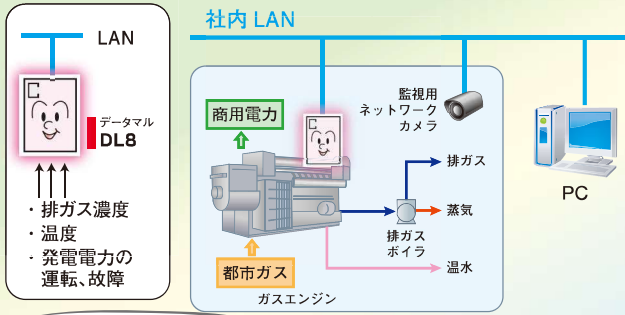 LAN
データマル
DL8
・排ガス濃度
・温度
・発電電力の
運転、故障
社内 LAN
商用電力
監視用
ネットワーク
カメラ
排ガス
蒸気
排ガス
ボイラ
温水
都市ガス
ガスエンジン
PC